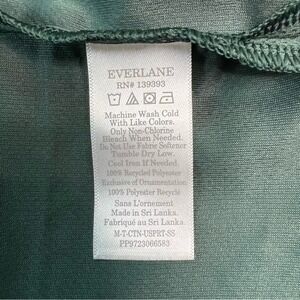 EVERLANE
RN# 139393
Machine Wash Cold
With Like Colors.
Only Non-Chlorine
Bleach When Needed.
Do Not Use Fabric Softener
Tumble Dry Low.
Cool Iron If Needed.
100% Recycled Polyester
Exclusive of Ornamentation
100% Polyester Recyclé
Sans L'ornement
Made in Sri Lanka.
Fabriqué au Sri Lanka.
M-T-CTN-USPRT-SS
PP9723066583